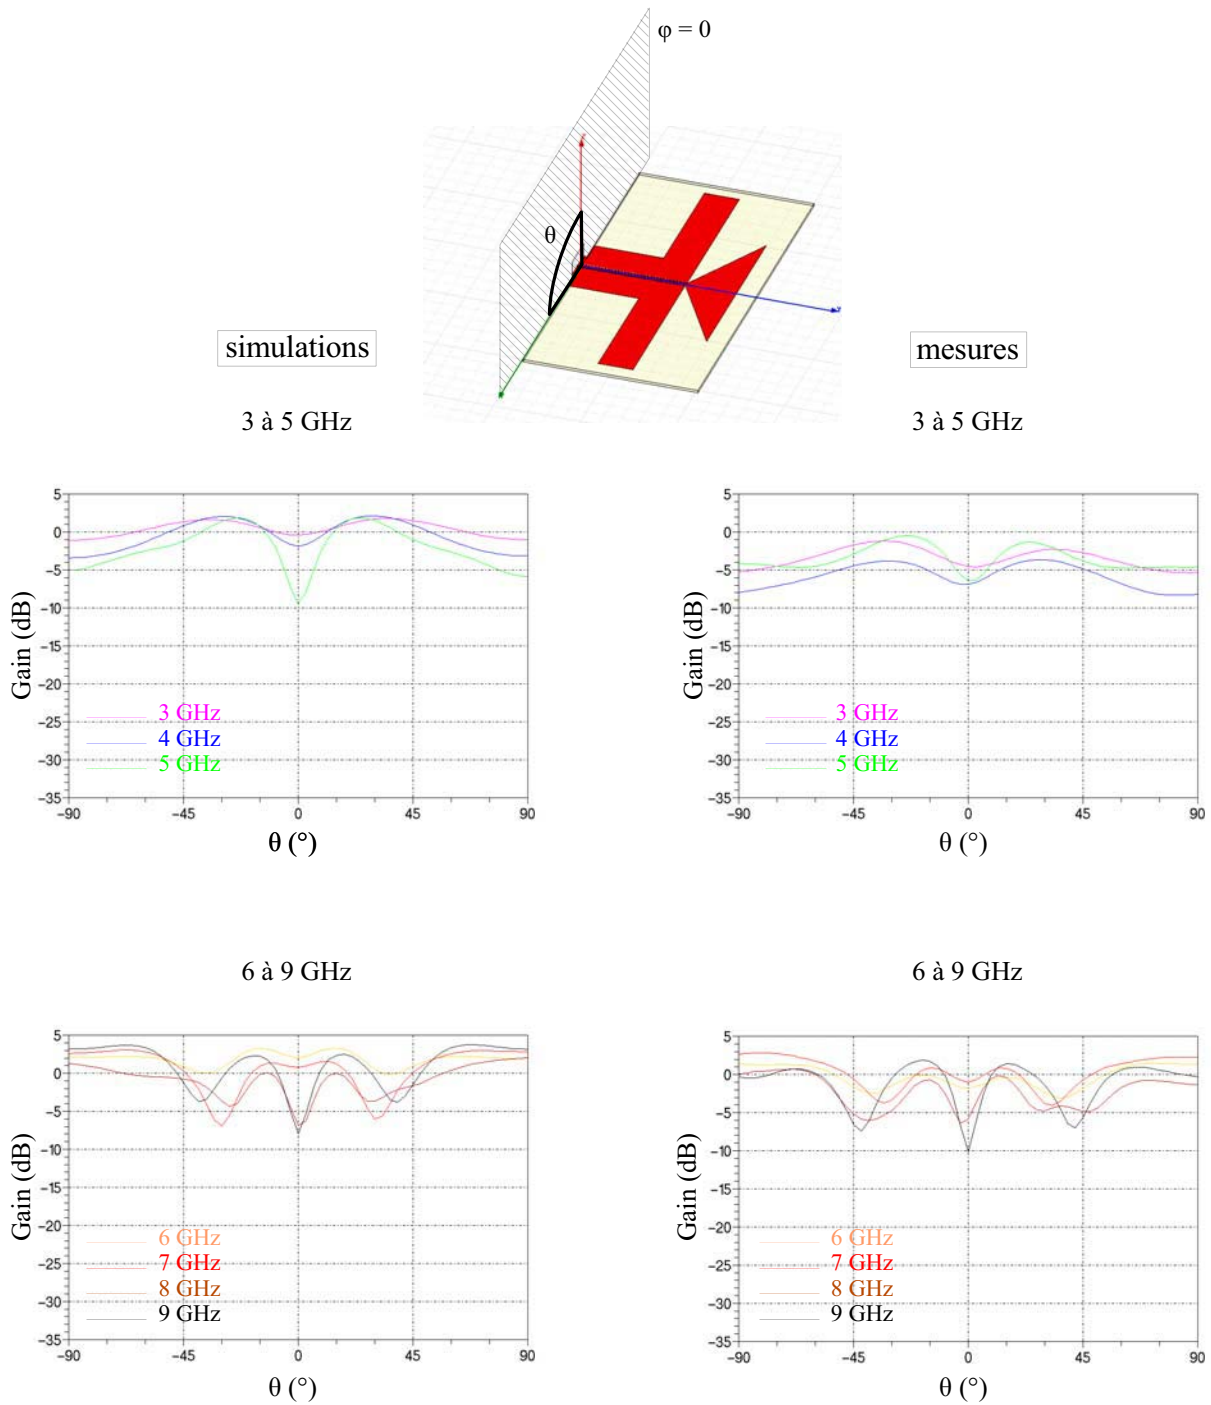 φ = 0
θ
simulations
mesures
3 à 5 GHz
3 à 5 GHz
5
0
−5
−10
−15
−20
−25
−30
−35
−90
−45
0
45
90
Gain (dB)
3 GHz
4 GHz
5 GHz
θ (°)
5
0
−5
−10
−15
−20
−25
−30
−35
−90
−45
0
45
90
Gain (dB)
3 GHz
4 GHz
5 GHz
θ (°)
6 à 9 GHz
6 à 9 GHz
5
0
−5
−10
−15
−20
−25
−30
−35
−90
−45
0
45
90
Gain (dB)
6 GHz
7 GHz
8 GHz
9 GHz
θ (°)
5
0
−5
−10
−15
−20
−25
−30
−35
−90
−45
0
45
90
Gain (dB)
6 GHz
7 GHz
8 GHz
9 GHz
θ (°)